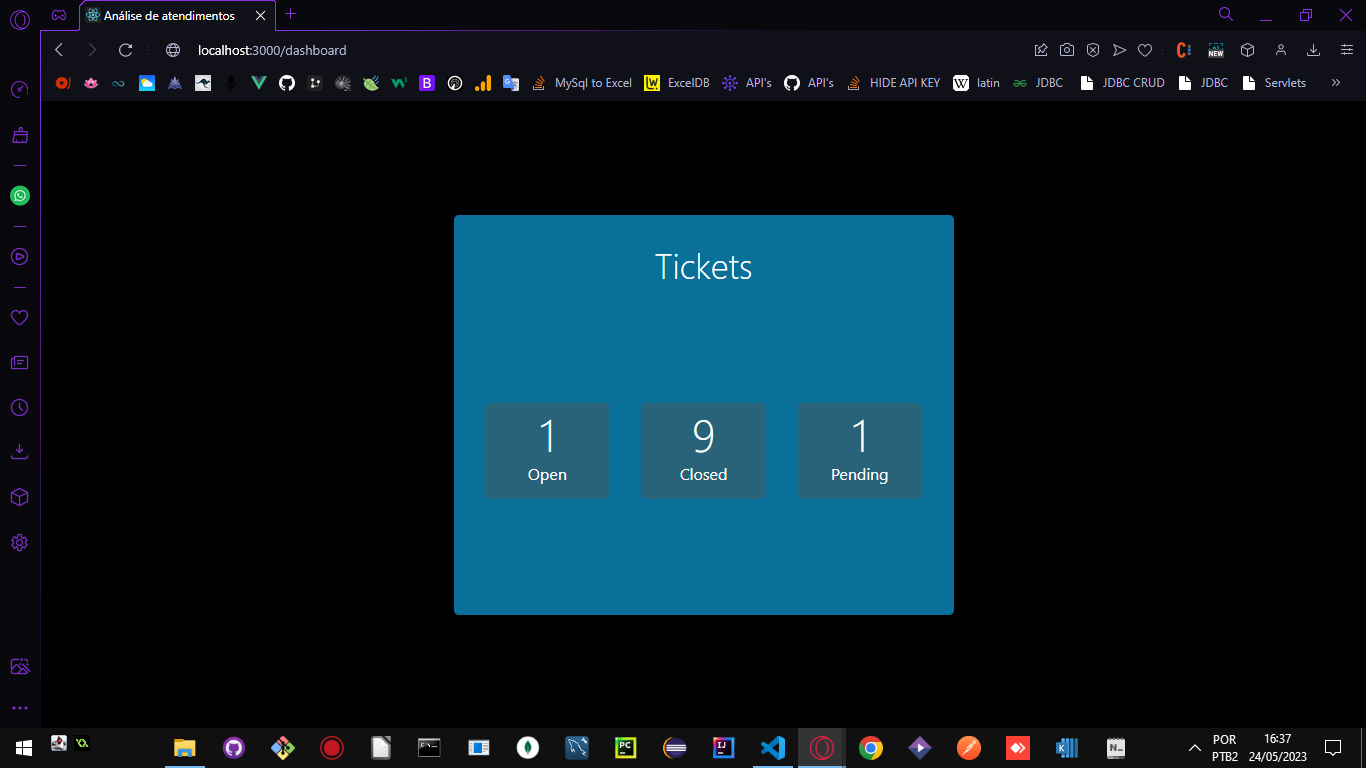 Análise de atendimentos
localhost:3000/dashboard
NEW
MySql to Excel
ExcelDB
API's
API's
HIDE API KEY
latin
JDBC
JDBC CRUD
JDBC
Servlets
Tickets
1
9
1
Open
Closed
Pending
POR
PTB2
16:37
24/05/2023